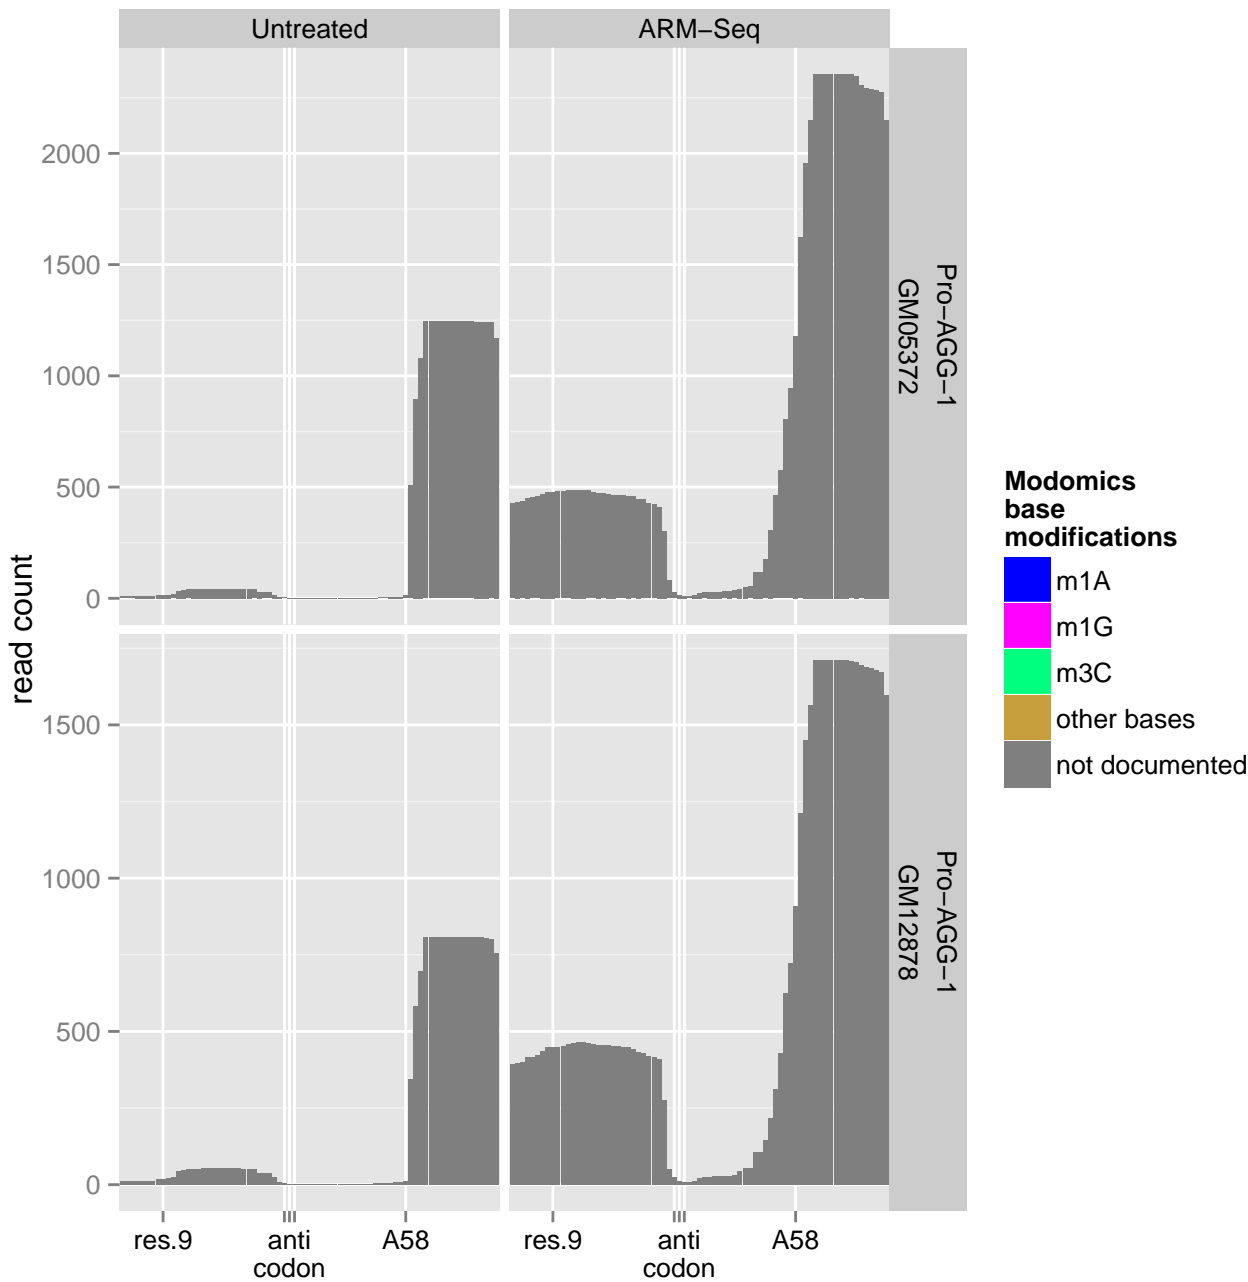 Untreated
ARM−Seq
2000
1500
1000
500
0
Pro−AGG−1
GM05372
1500
1000
500
0
Pro−AGG−1
GM12878
read count
res.9
anti
codon
A58
res.9
anti
codon
A58
Modomics
base
modifications
m1A
m1G
m3C
other bases
not documented